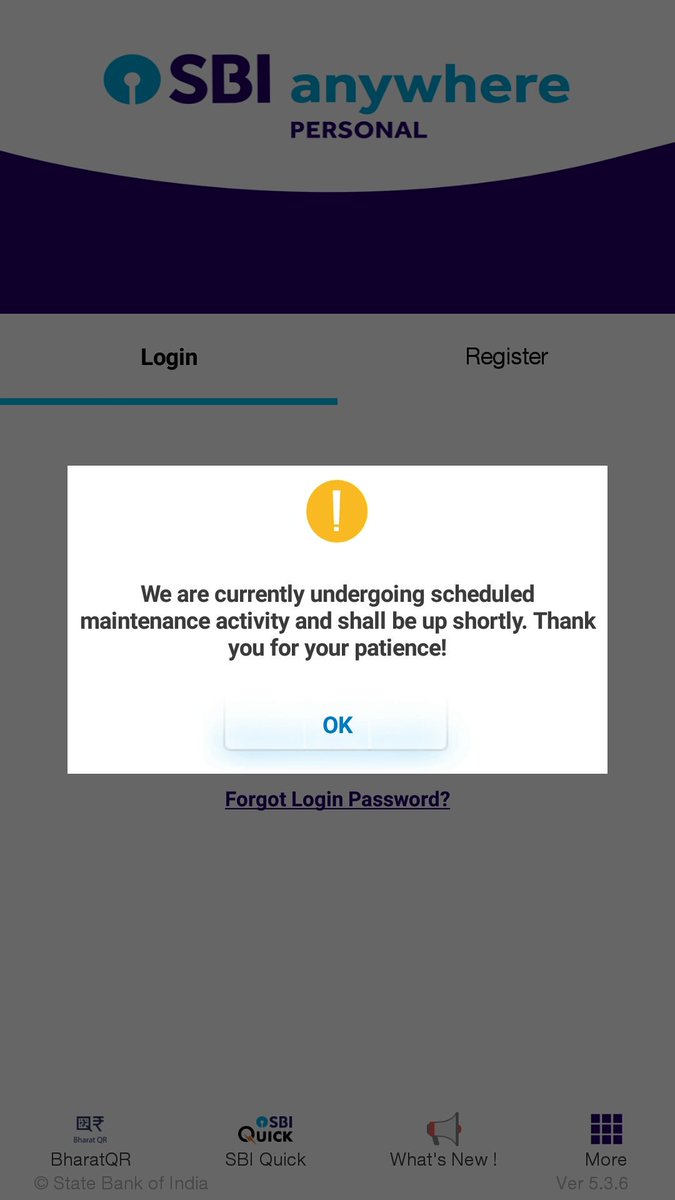 SBI anywhere
PERSONAL
Login
Register
We are currently undergoing scheduled
maintenance activity and shall be up shortly. Thank
you for your patience!
OK
Forgot Login Password?
Bharat QR
SBI
QUICK
BharatQR
SBI Quick
What's New !
More
© State Bank of India
Ver 5.3.6